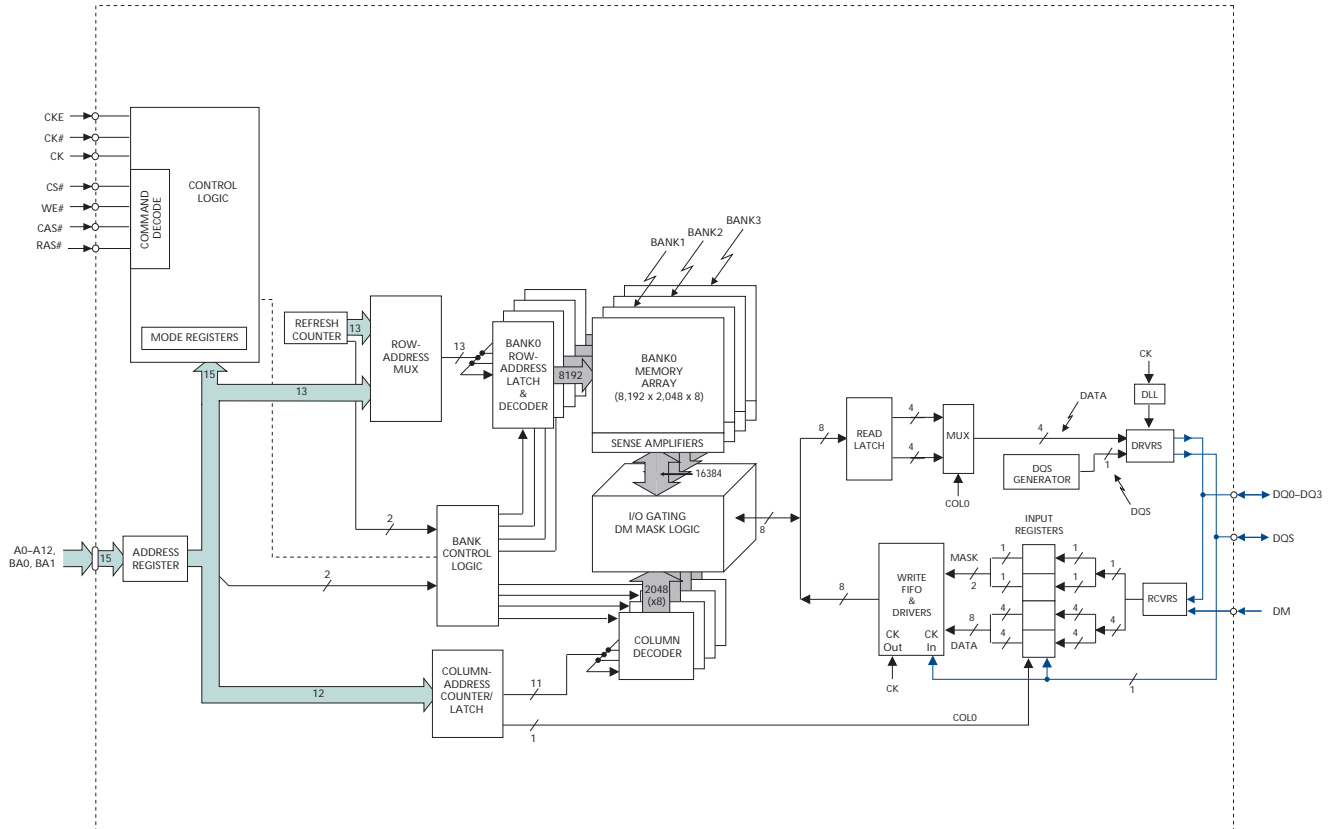 CKE
CK#
CK
CS#
WE#
CAS#
RAS#
COMMAND
DECODE
CONTROL
LOGIC
MODE REGISTERS
15
REFRESH
COUNTER
13
ROW-
ADDRESS
MUX
13
13
BANK0
ROW-
ADDRESS
LATCH
&
DECODER
8192
BANK1
BANK2
BANK3
BANK0
MEMORY
ARRAY
(8,192 x 2,048 x 8)
SENSE AMPLIFIERS
16384
I/O GATING
DM MASK LOGIC
8
A0–A12,
BA0, BA1
15
ADDRESS
REGISTER
2
2
BANK
CONTROL
LOGIC
2048
(x8)
COLUMN
DECODER
12
COLUMN-
ADDRESS
COUNTER/
LATCH
11
1
COL0
8
READ
LATCH
4
4
MUX
COL0
4
DATA
CK
DLL
DRVRS
DQS
GENERATOR
1
DQS
DQ0–DQ3
DQS
DM
INPUT
REGISTERS
8
WRITE
FIFO
&
DRIVERS
CK
Out
CK
In
CK
MASK
2
8
DATA
1
1
4
4
1
1
4
4
1
4
RCVRS
1